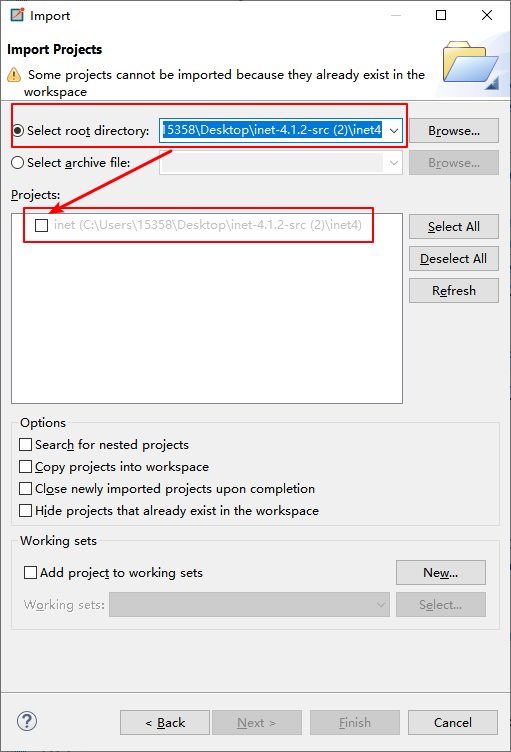 Import
Import Projects
Some projects cannot be imported because they already exist in the
workspace
Select root directory: 15358\Desktop\inet-4.1.2-src (2)\inet4 Browse...
Select archive file: Browse...
Projects:
inet (C:\Users\15358\Desktop\inet-4.1.2-src (2)\inet4)
Select All
Deselect All
Refresh
Options
Search for nested projects
Copy projects into workspace
Close newly imported projects upon completion
Hide projects that already exist in the workspace
Working sets
Add project to working sets New...
Working sets: Select...
? < Back Next > Finish Cancel